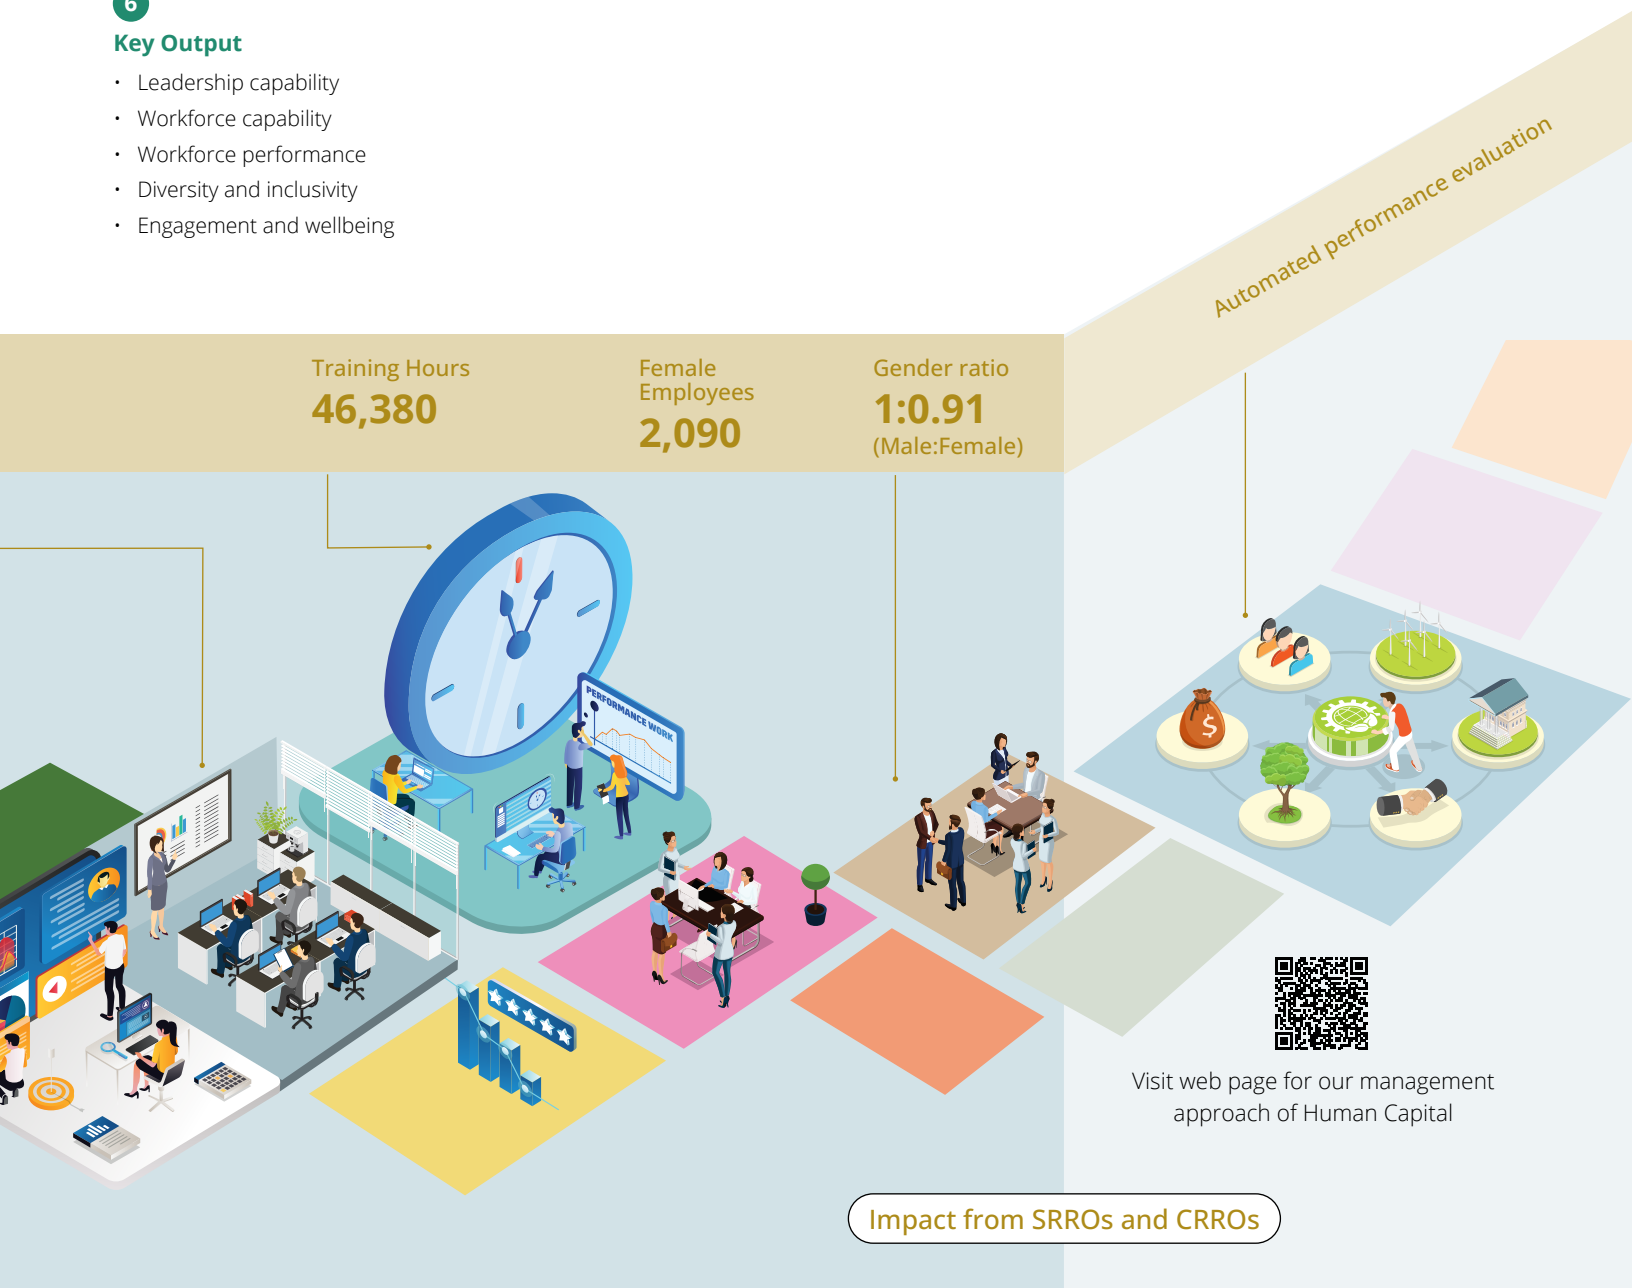 6
Key Output
• Leadership capability
• Workforce capability
• Workforce performance
• Diversity and inclusivity
• Engagement and wellbeing
Automated performance evaluation
Training Hours
46,380
Female
Employees
2,090
Gender ratio
1:0.91
(Male:Female)
PERFORMANCE WORK
$
Visit web page for our management
approach of Human Capital
Impact from SRROs and CRROs